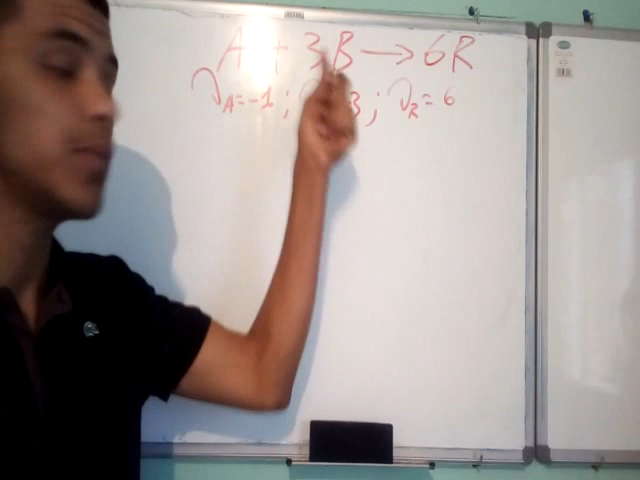 A + 3B → 6R
νA = -1 ; 3 ; νR = 6